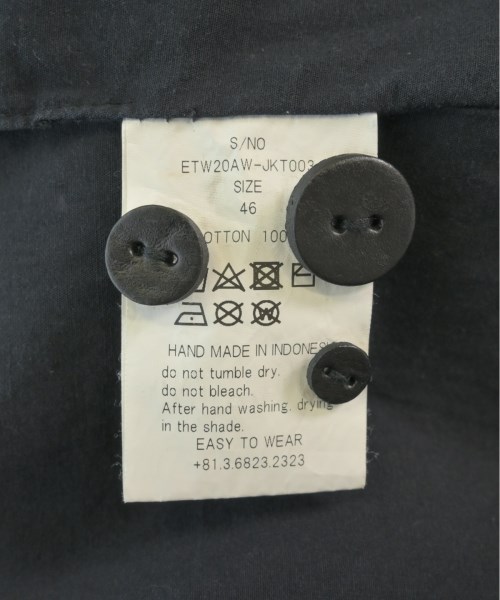 S/NO
ETW20AW-JKT003
SIZE
46
OTTON 100
HAND MADE IN INDONES
do not tumble dry.
do not bleach.
After hand washing. drying
in the shade.
EASY TO WEAR
+81.3.6823.2323